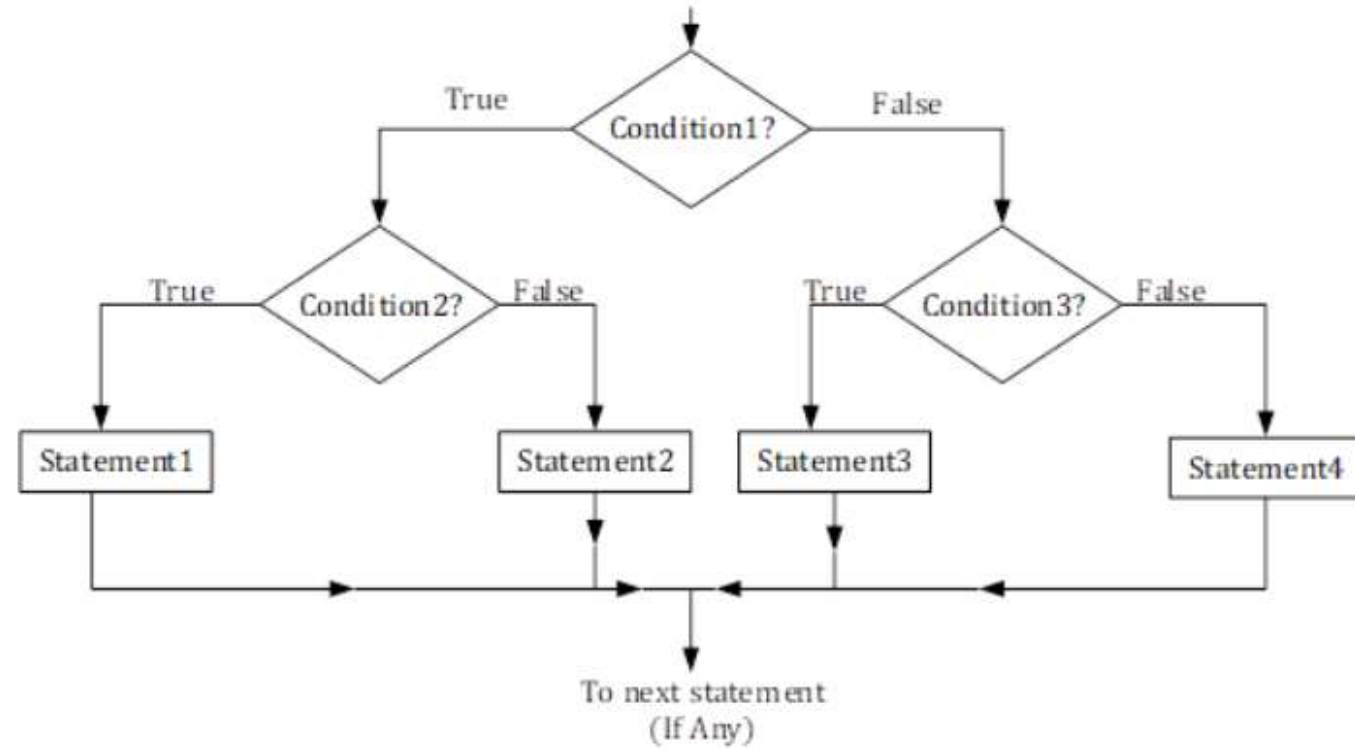 True
False
Condition1?
True
False
Condition2?
True
False
Condition3?
Statement1
Statement2
Statement3
Statement4
To next statement
(If Any)